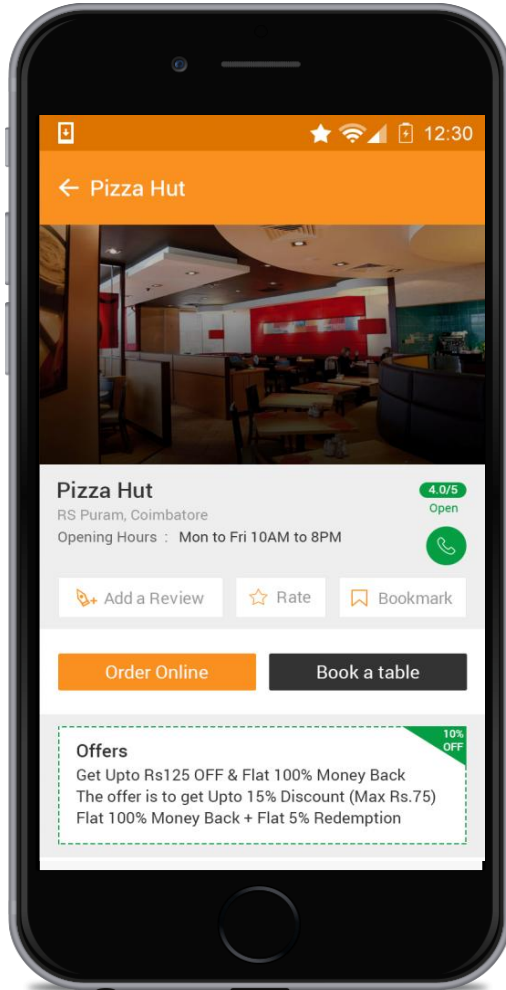 12:30
Pizza Hut
Pizza Hut
4.0/5
RS Puram, Coimbatore
Open
Opening Hours : Mon to Fri 10AM to 8PM
Add a Review
Rate
Bookmark
Order Online
Book a table
10%
OFF
Offers
Get Upto Rs125 OFF & Flat 100% Money Back
The offer is to get Upto 15% Discount (Max Rs.75)
Flat 100% Money Back + Flat 5% Redemption